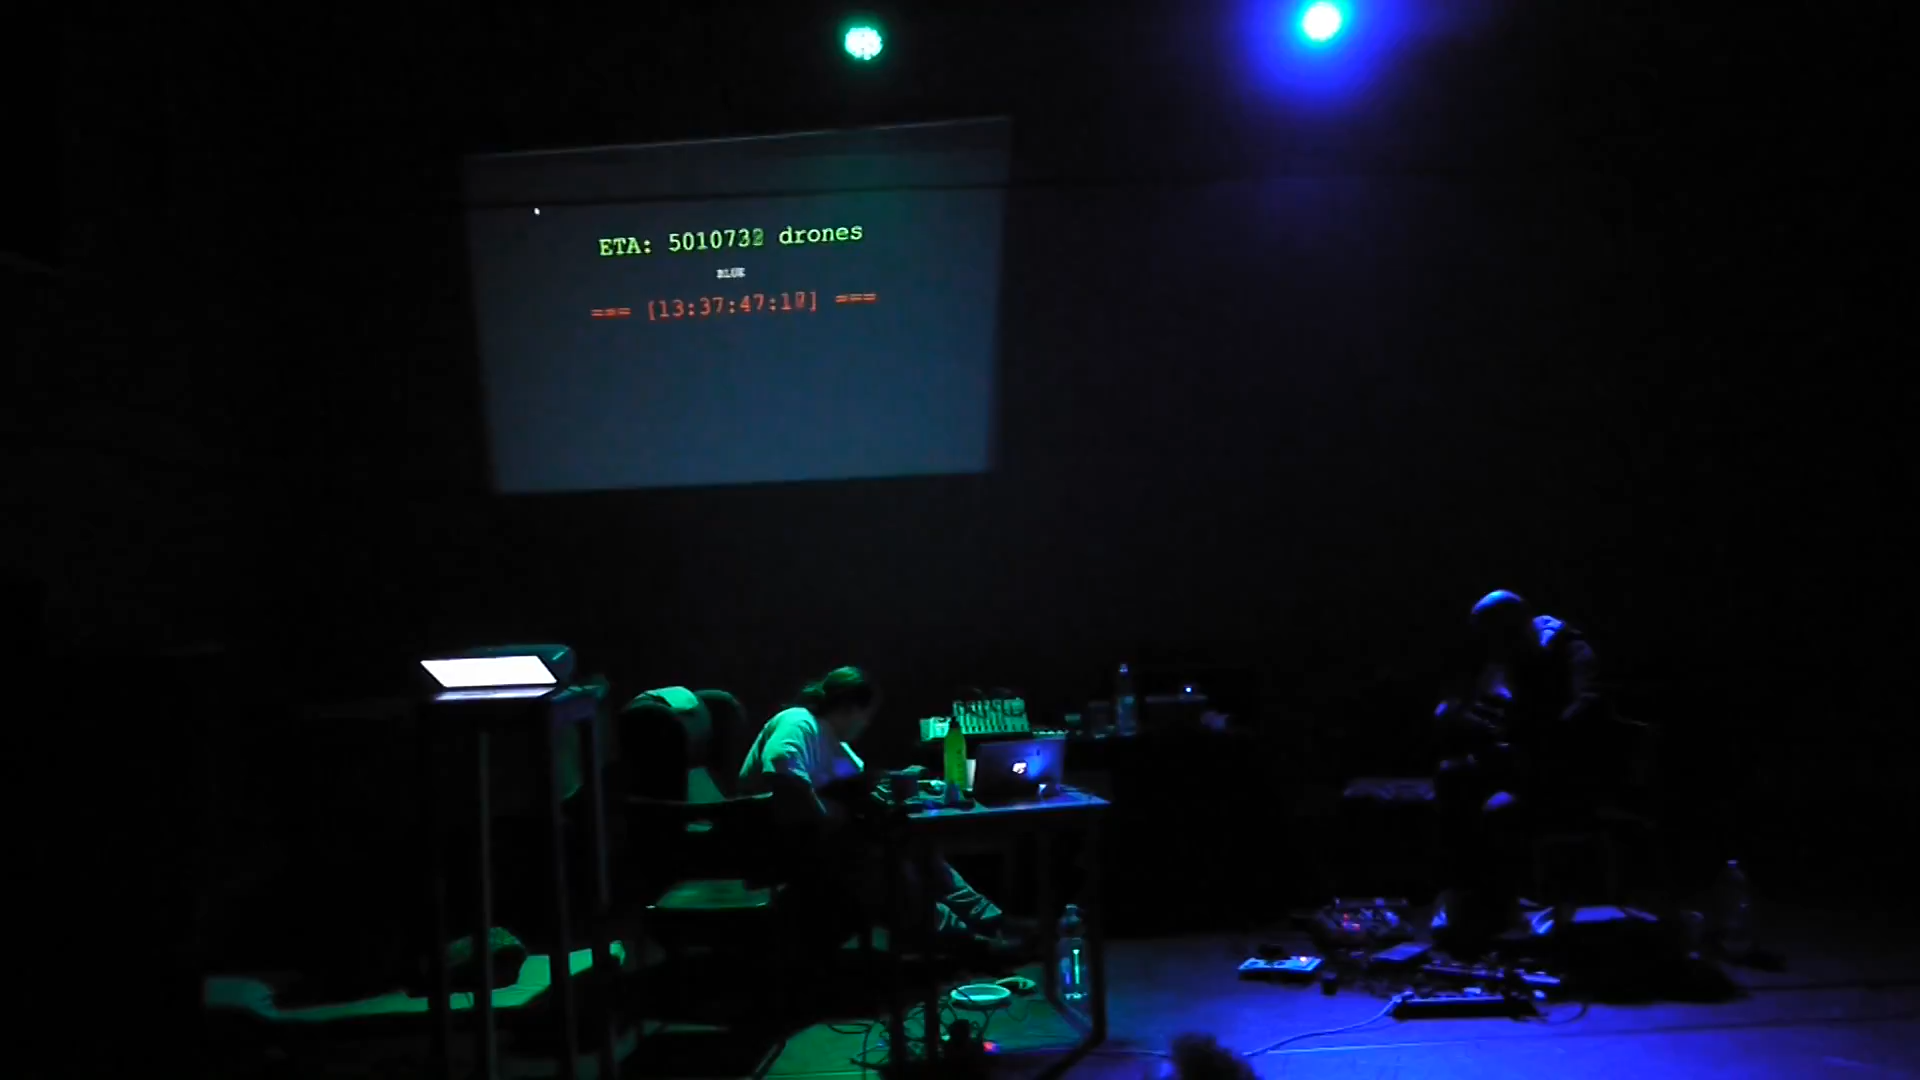 ETA: 5010732 drones
BLUE
=== [13:37:47:10] ===